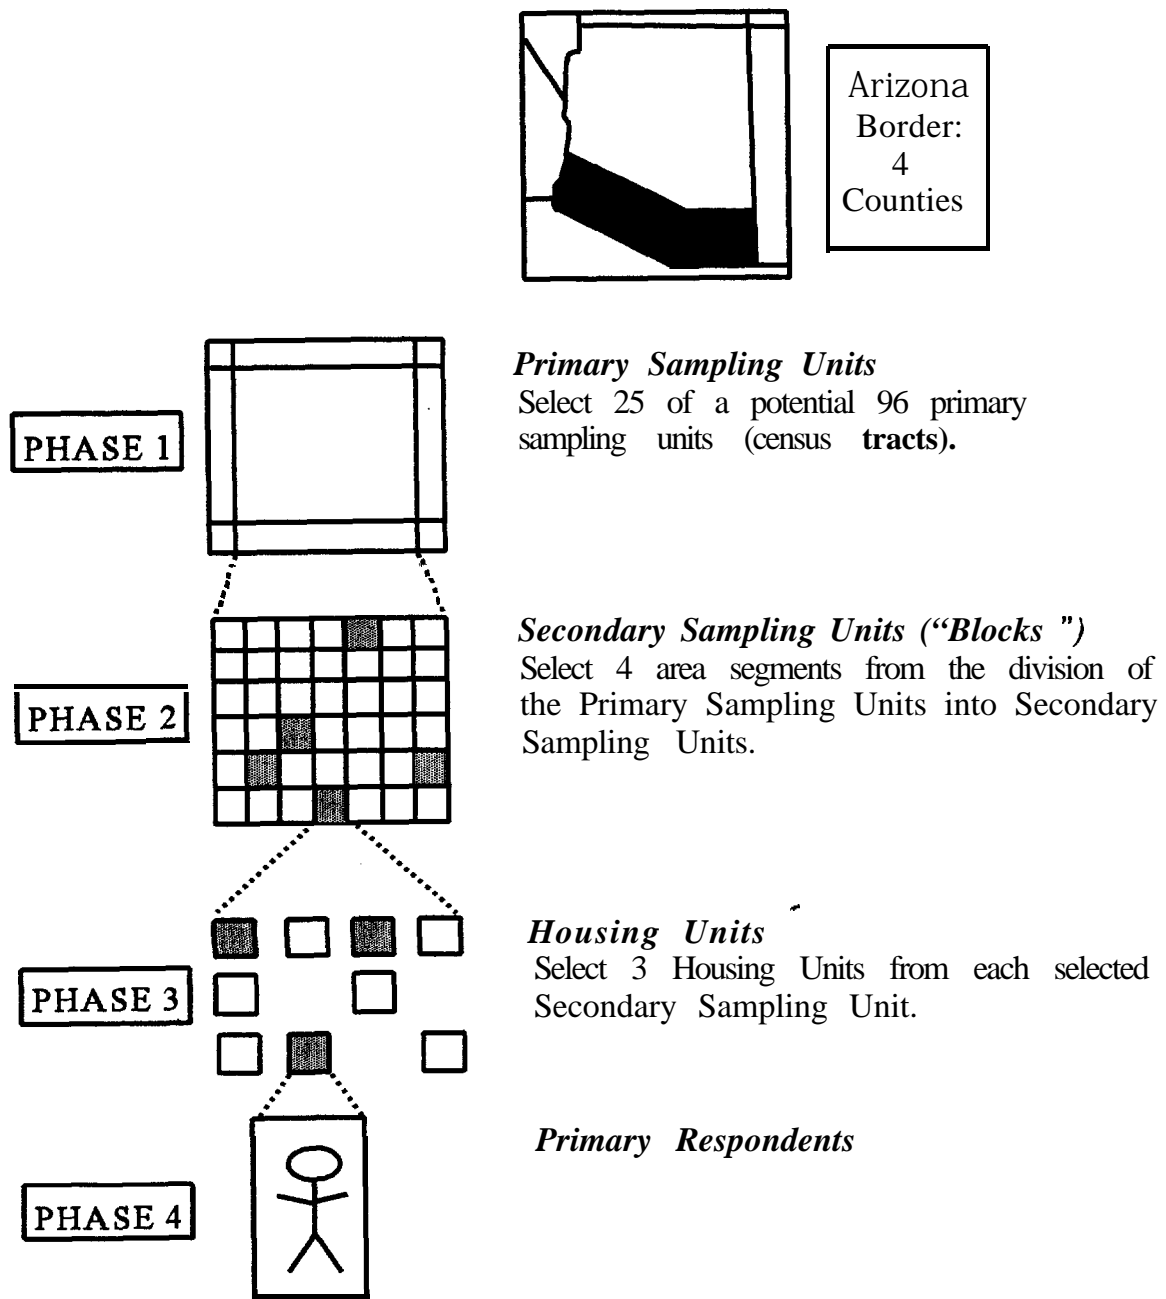 Arizona
Border:
4
Counties
PHASE 1
Primary Sampling Units
Select 25 of a potential 96 primary
sampling units (census tracts).
PHASE 2
Secondary Sampling Units (“Blocks ”)
Select 4 area segments from the division of
the Primary Sampling Units into Secondary
Sampling Units.
PHASE 3
Housing Units
Select 3 Housing Units from each selected
Secondary Sampling Unit.
PHASE 4
Primary Respondents